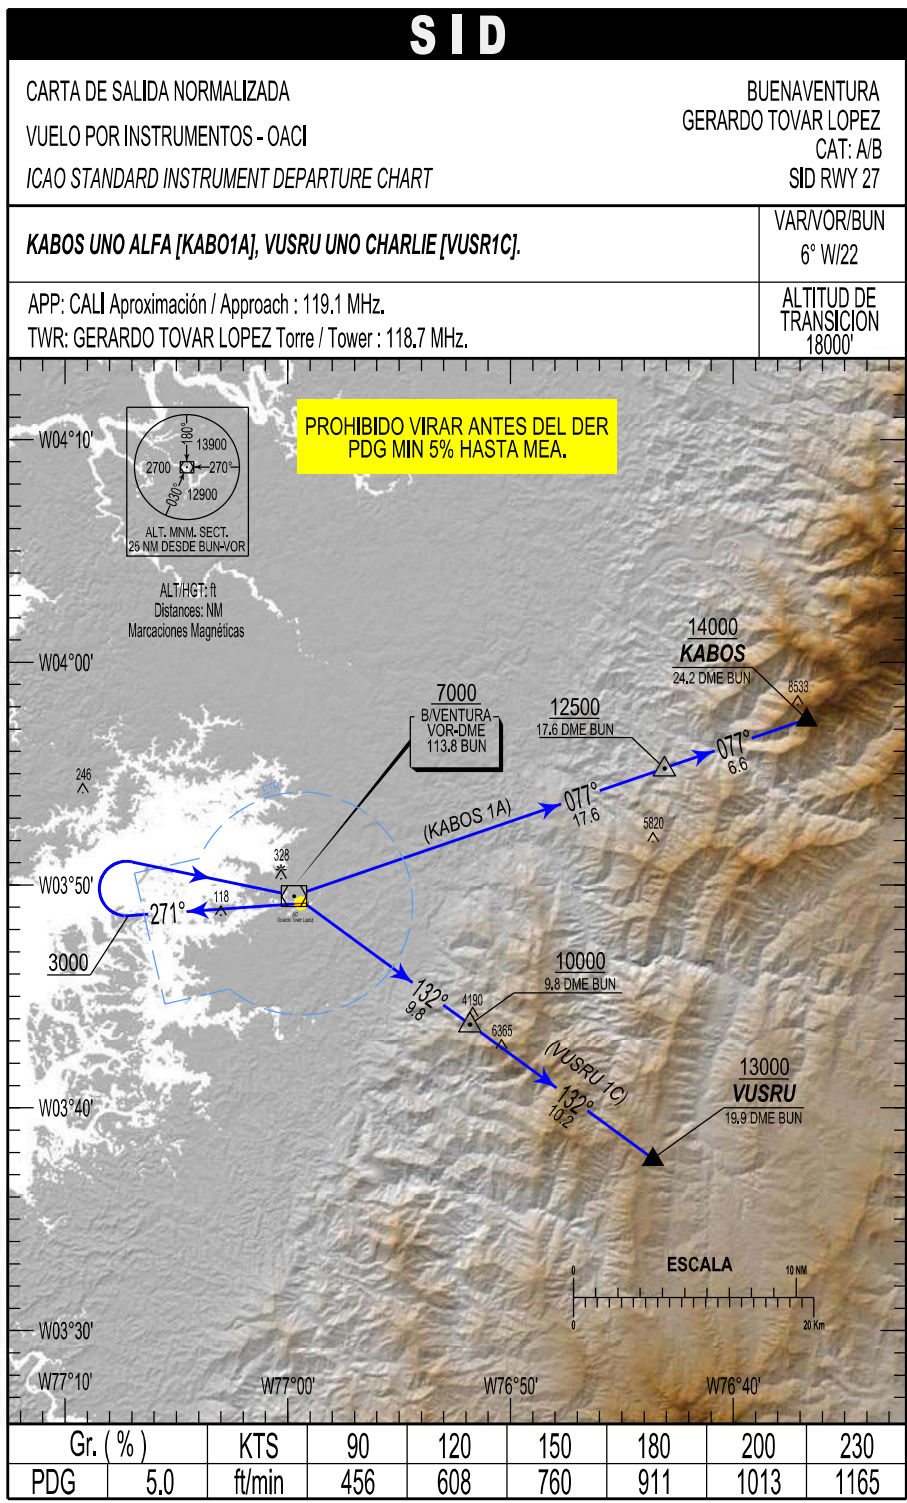 SID
CARTA DE SALIDA NORMALIZADA
VUELO POR INSTRUMENTOS - OACI
ICAO STANDARD INSTRUMENT DEPARTURE CHART
BUENAVENTURA
GERARDO TOVAR LOPEZ
CAT: A/B
SID RWY 27
KABOS UNO ALFA [KABO1A], VUSRU UNO CHARLIE [VUSR1C].
VAR/VOR/BUN
6° W/22
APP: CALI Aproximación / Approach : 119.1 MHz.
TWR: GERARDO TOVAR LOPEZ Torre / Tower : 118.7 MHz.
ALTITUD DE
TRANSICION
18000'
PROHIBIDO VIRAR ANTES DEL DER
PDG MIN 5% HASTA MEA.
W04°10'
180°
13900
2700
270°
030°
12900
ALT. MNM. SECT.
25 NM DESDE BUN-VOR
ALT/HGT: ft
Distances: NM
Marcaciones Magnéticas
W04°00'
14000
KABOS
24.2 DME BUN
8533
7000
B/VENTURA
VOR-DME
113.8 BUN
12500
17.6 DME BUN
077°
6.6
246
077°
17.6
(KABOS 1A)
5820
328
W03°50'
118
271°
3000
10000
9.8 DME BUN
132°
9.8
4190
6365
(VUSRU 1C)
132°
10.2
13000
VUSRU
19.9 DME BUN
W03°40'
ESCALA
0
10 NM
0
20 Km
W03°30'
W77°10'
W77°00'
W76°50'
W76°40'
Gr. ( % ) KTS 90 120 150 180 200 230
PDG 5.0 ft/min 456 608 760 911 1013 1165